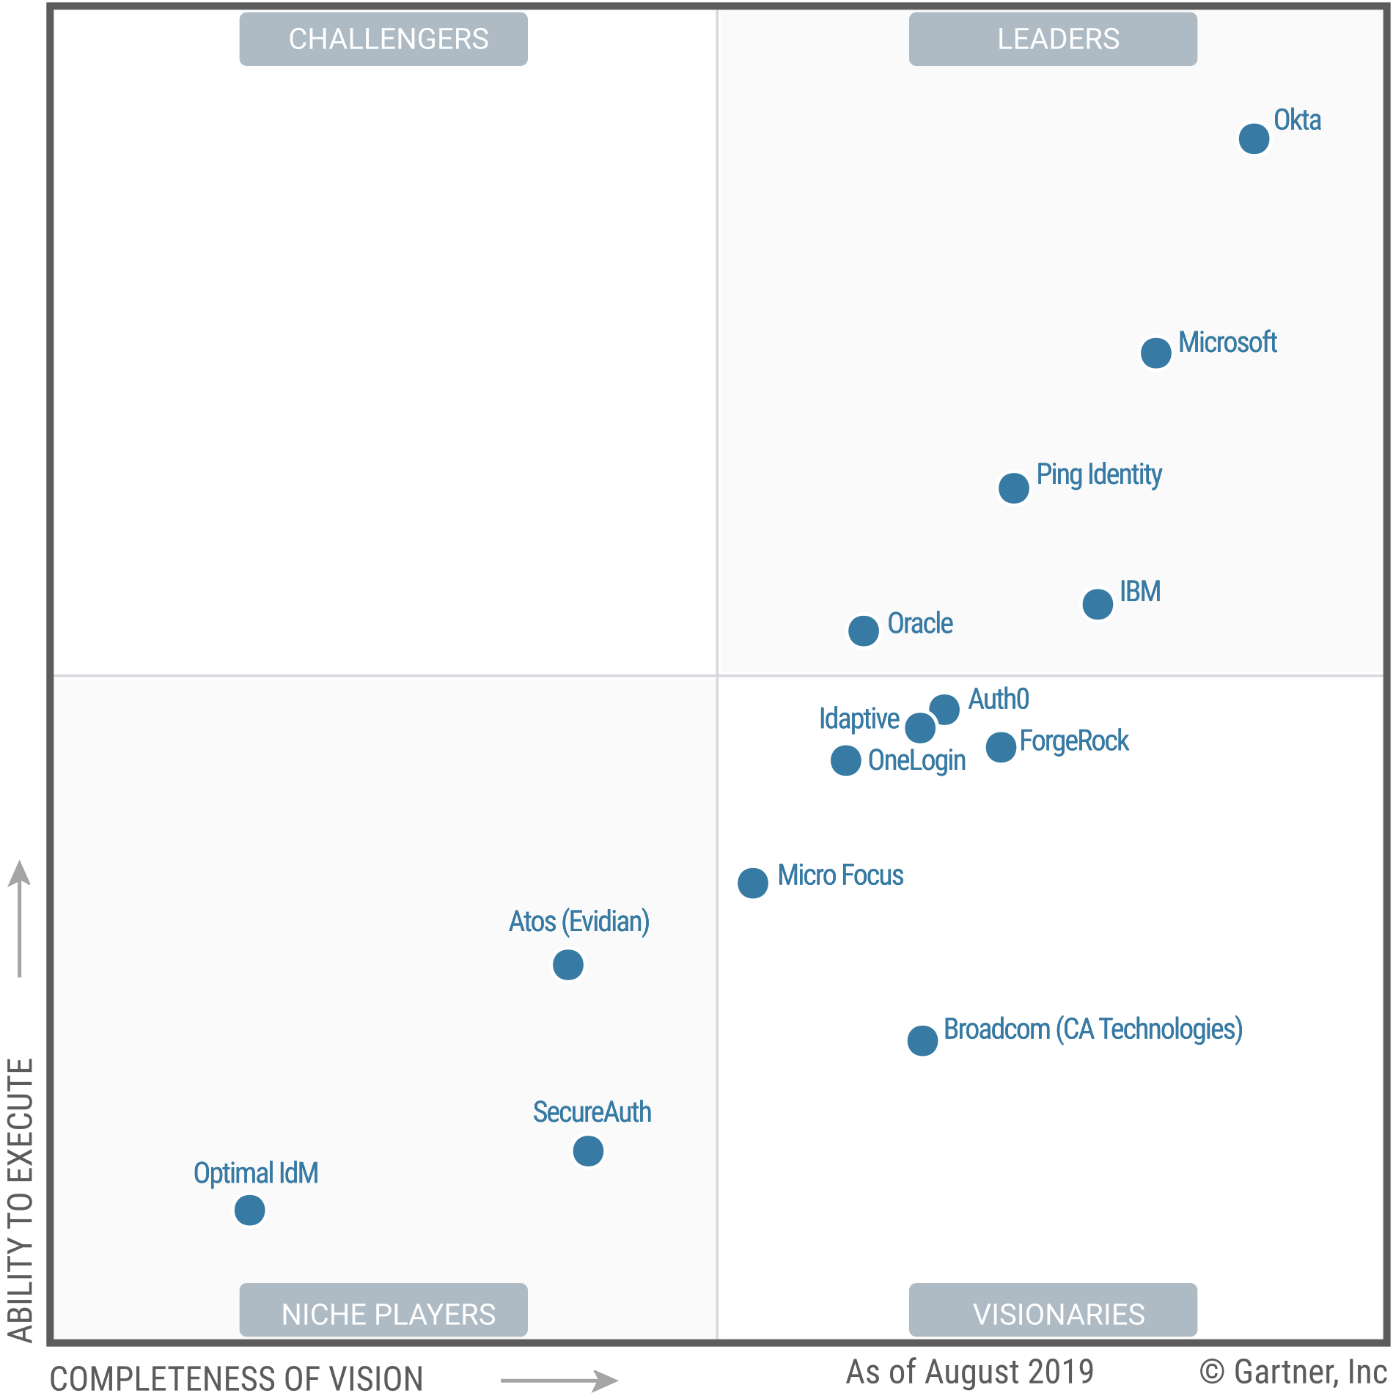 CHALLENGERS
LEADERS
Okta
Microsoft
Ping Identity
IBM
Oracle
Auth0
Idaptive
ForgeRock
OneLogin
Micro Focus
Atos (Evidian)
Broadcom (CA Technologies)
SecureAuth
Optimal IdM
NICHE PLAYERS
VISIONARIES
ABILITY TO EXECUTE
COMPLETENESS OF VISION
As of August 2019
© Gartner, Inc